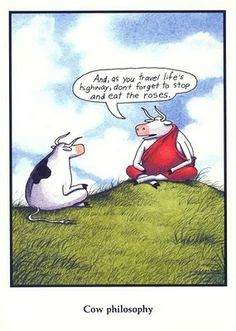 And, as you travel life's
highway, don't forget to stop
and eat the roses.
Cow philosophy